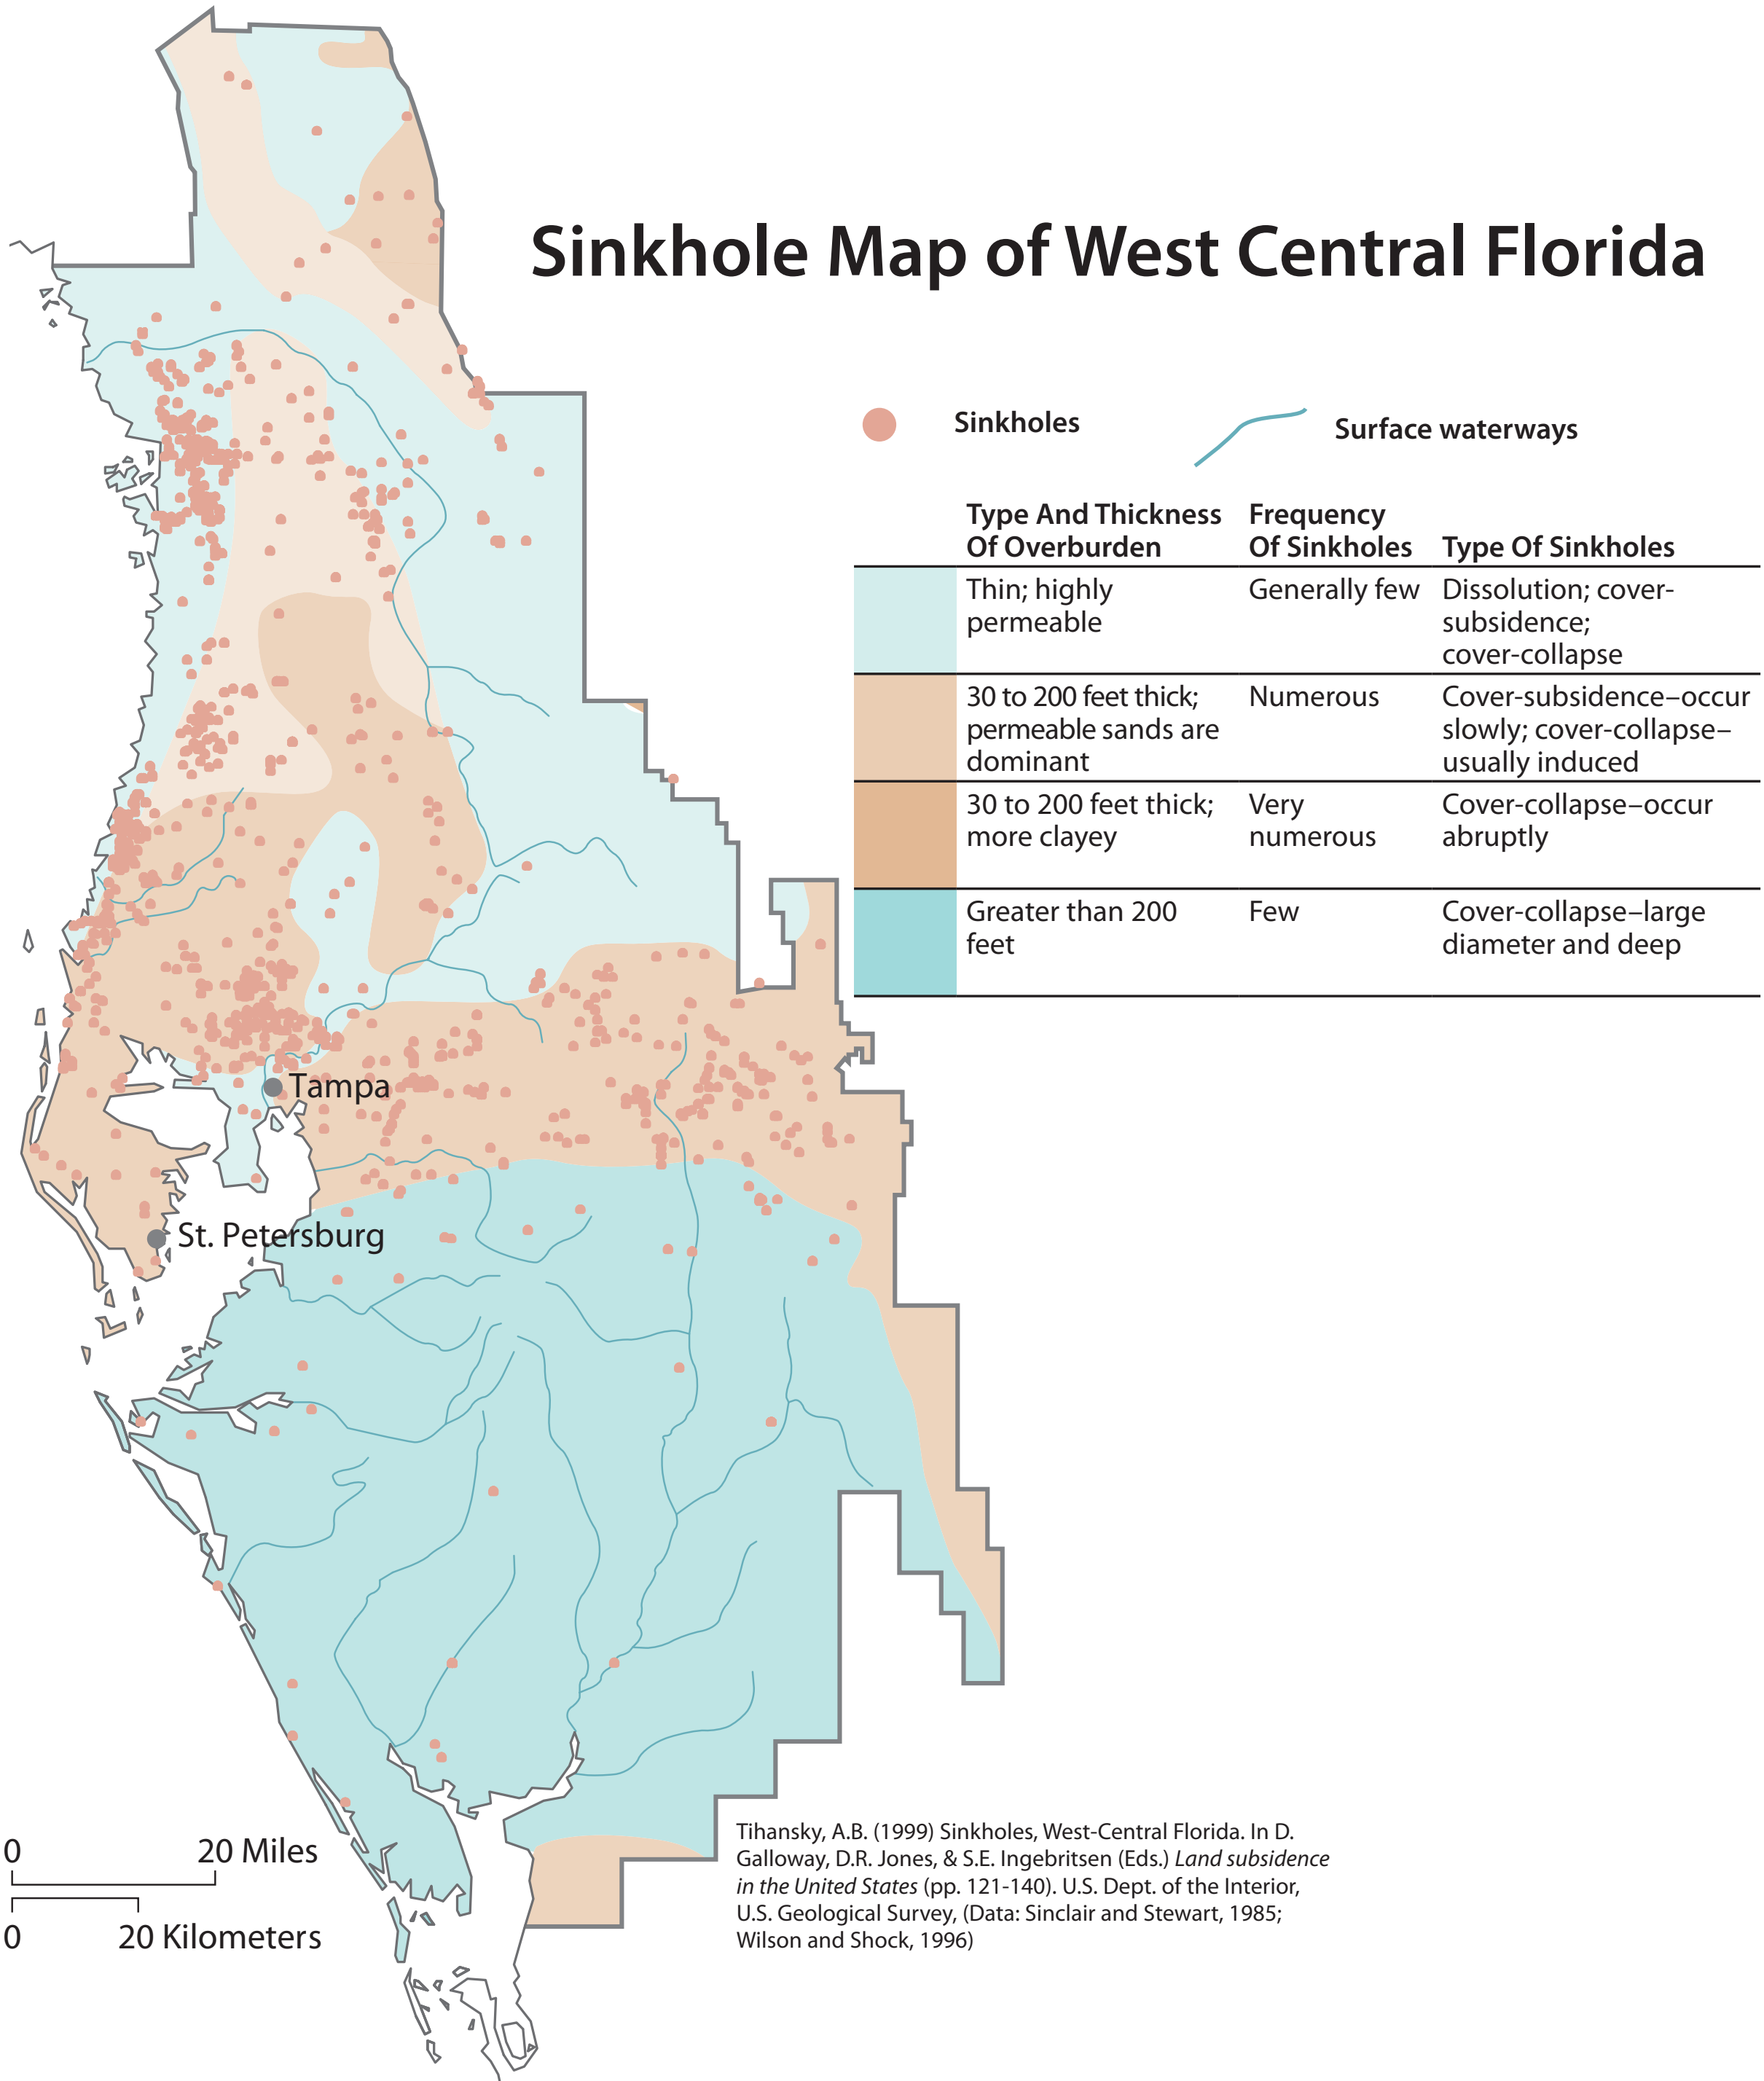 Sinkhole Map of West Central Florida
Sinkholes
Surface waterways
Type And Thickness
Of Overburden
Frequency
Of Sinkholes
Type Of Sinkholes
Thin; highly
permeable
Generally few
Dissolution; cover-
subsidence;
cover-collapse
30 to 200 feet thick;
permeable sands are
dominant
Numerous
Cover-subsidence–occur
slowly; cover-collapse–
usually induced
30 to 200 feet thick;
more clayey
Very
numerous
Cover-collapse–occur
abruptly
Greater than 200
feet
Few
Cover-collapse–large
diameter and deep
Tampa
St. Petersburg
0 20 Miles
0 20 Kilometers
Tihansky, A.B. (1999) Sinkholes, West-Central Florida. In D.
Galloway, D.R. Jones, & S.E. Ingebritsen (Eds.) Land subsidence
in the United States (pp. 121-140). U.S. Dept. of the Interior,
U.S. Geological Survey, (Data: Sinclair and Stewart, 1985;
Wilson and Shock, 1996)